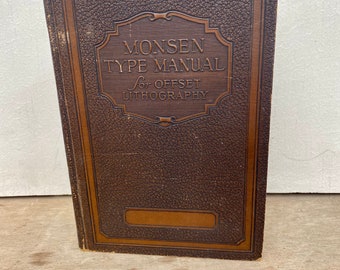 MONSEN
TYPE MANUAL
for OFFSET
LITHOGRAPHY